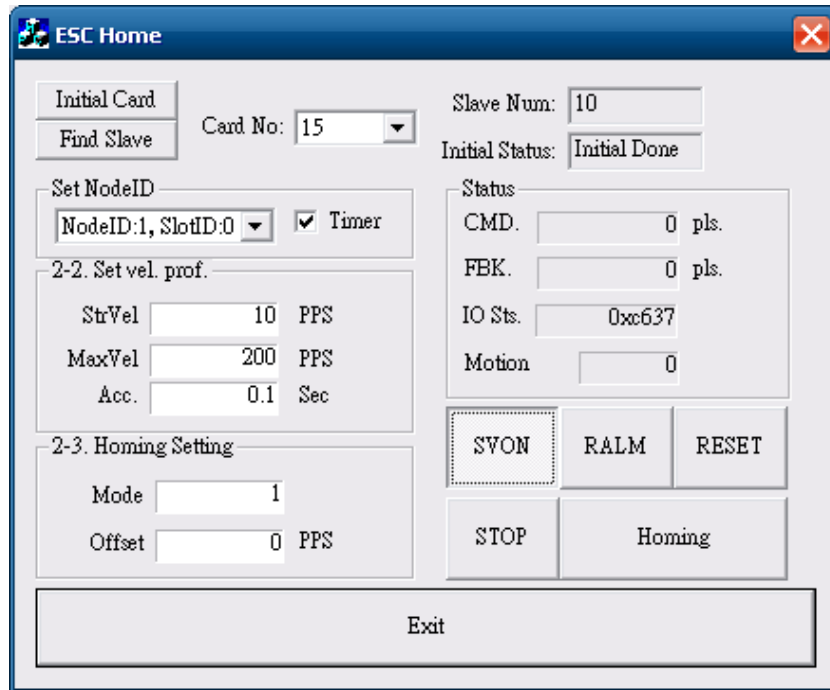 ESC Home
Initial Card
Find Slave
Card No: 15
Slave Num: 10
Initial Status: Initial Done
Set NodeID
NodeID:1, SlotID:0
Timer
2-2. Set vel. prof.
StrVel 10 PPS
MaxVel 200 PPS
Acc. 0.1 Sec
2-3. Homing Setting
Mode 1
Offset 0 PPS
Status
CMD. 0 pls.
FBK. 0 pls.
IO Sts. 0xc637
Motion 0
SVON RALM RESET
STOP Homing
Exit